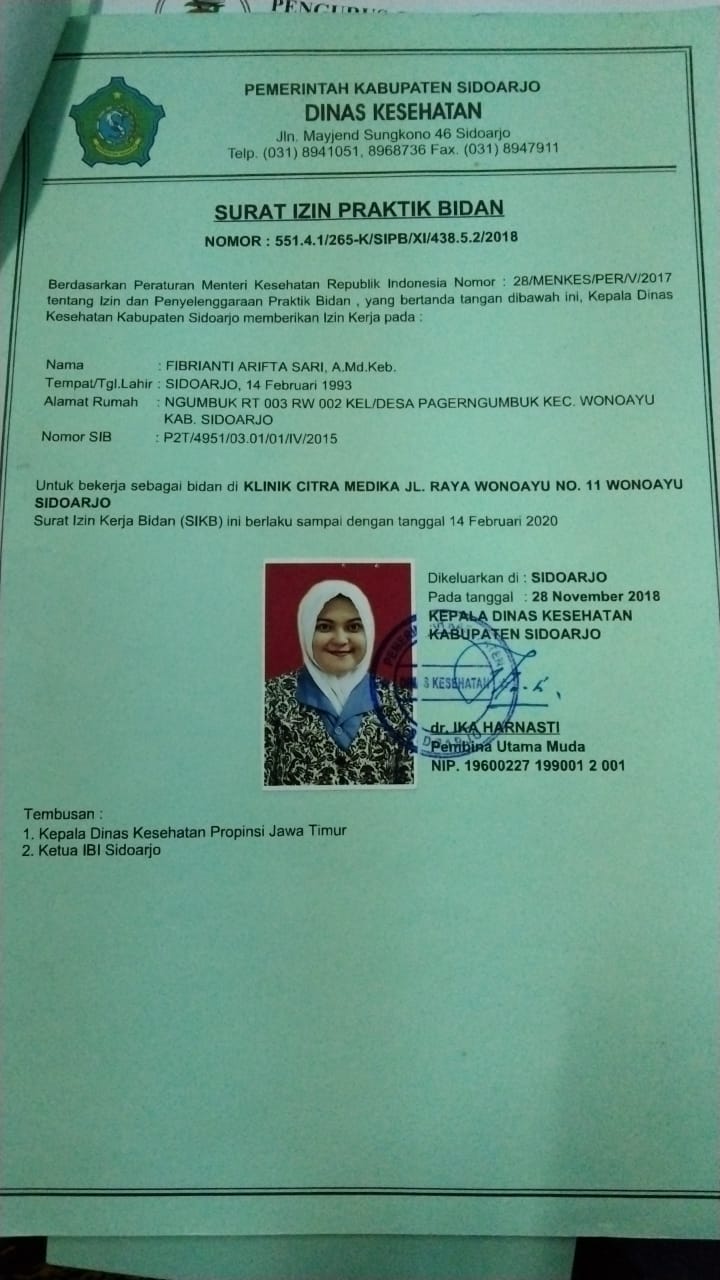 PENGURUS
PEMERINTAH KABUPATEN SIDOARJO
DINAS KESEHATAN
Jln. Mayjend Sungkono 46 Sidoarjo
Telp. (031) 8941051, 8968736 Fax. (031) 8947911
SURAT IZIN PRAKTIK BIDAN
NOMOR : 551.4.1/265-K/SIPB/XI/438.5.2/2018
Berdasarkan Peraturan Menteri Kesehatan Republik Indonesia Nomor : 28/MENKES/PER/V/2017
tentang Izin dan Penyelenggaraan Praktik Bidan , yang bertanda tangan dibawah ini, Kepala Dinas
Kesehatan Kabupaten Sidoarjo memberikan Izin Kerja pada :
Nama : FIBRIANTI ARIFTA SARI, A.Md.Keb.
Tempat/Tgl.Lahir : SIDOARJO, 14 Februari 1993
Alamat Rumah : NGUMBUK RT 003 RW 002 KEL/DESA PAGERNGUMBUK KEC. WONOAYU
KAB. SIDOARJO
Nomor SIB : P2T/4951/03.01/01/IV/2015
Untuk bekerja sebagai bidan di KLINIK CITRA MEDIKA JL. RAYA WONOAYU NO. 11 WONOAYU
SIDOARJO
Surat Izin Kerja Bidan (SIKB) ini berlaku sampai dengan tanggal 14 Februari 2020
Dikeluarkan di : SIDOARJO
Pada tanggal : 28 November 2018
KEPALA DINAS KESEHATAN
KABUPATEN SIDOARJO
KESEHATAN
dr. IKA HARNASTI
Pembina Utama Muda
NIP. 19600227 199001 2 001
Tembusan :
1. Kepala Dinas Kesehatan Propinsi Jawa Timur
2. Ketua IBI Sidoarjo